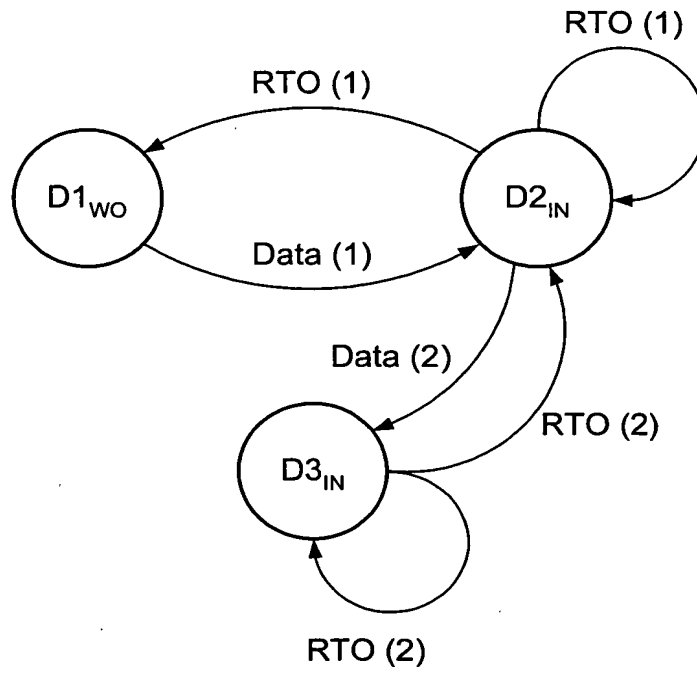 RTO (1)
RTO (1)
D1WO
D2IN
Data (1)
Data (2)
RTO (2)
D3IN
RTO (2)